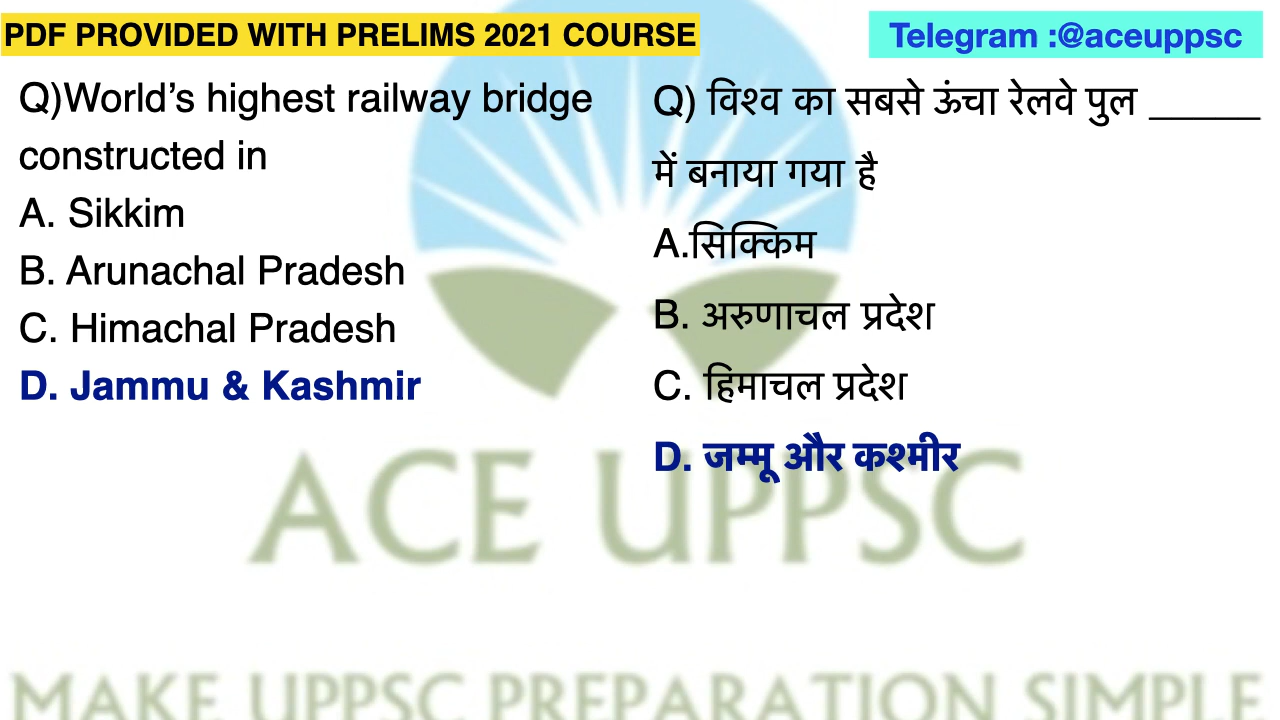 PDF PROVIDED WITH PRELIMS 2021 COURSE
Telegram :@aceuppsc
Q)World’s highest railway bridge
constructed in
A. Sikkim
B. Arunachal Pradesh
C. Himachal Pradesh
D. Jammu & Kashmir
Q) विश्व का सबसे ऊंचा रेलवे पुल _____
में बनाया गया है
A.सिक्किम
B. अरुणाचल प्रदेश
C. हिमाचल प्रदेश
D. जम्मू और कश्मीर
ACE UPPSC
MAKE UPPSC PREPARATION SIMPLE